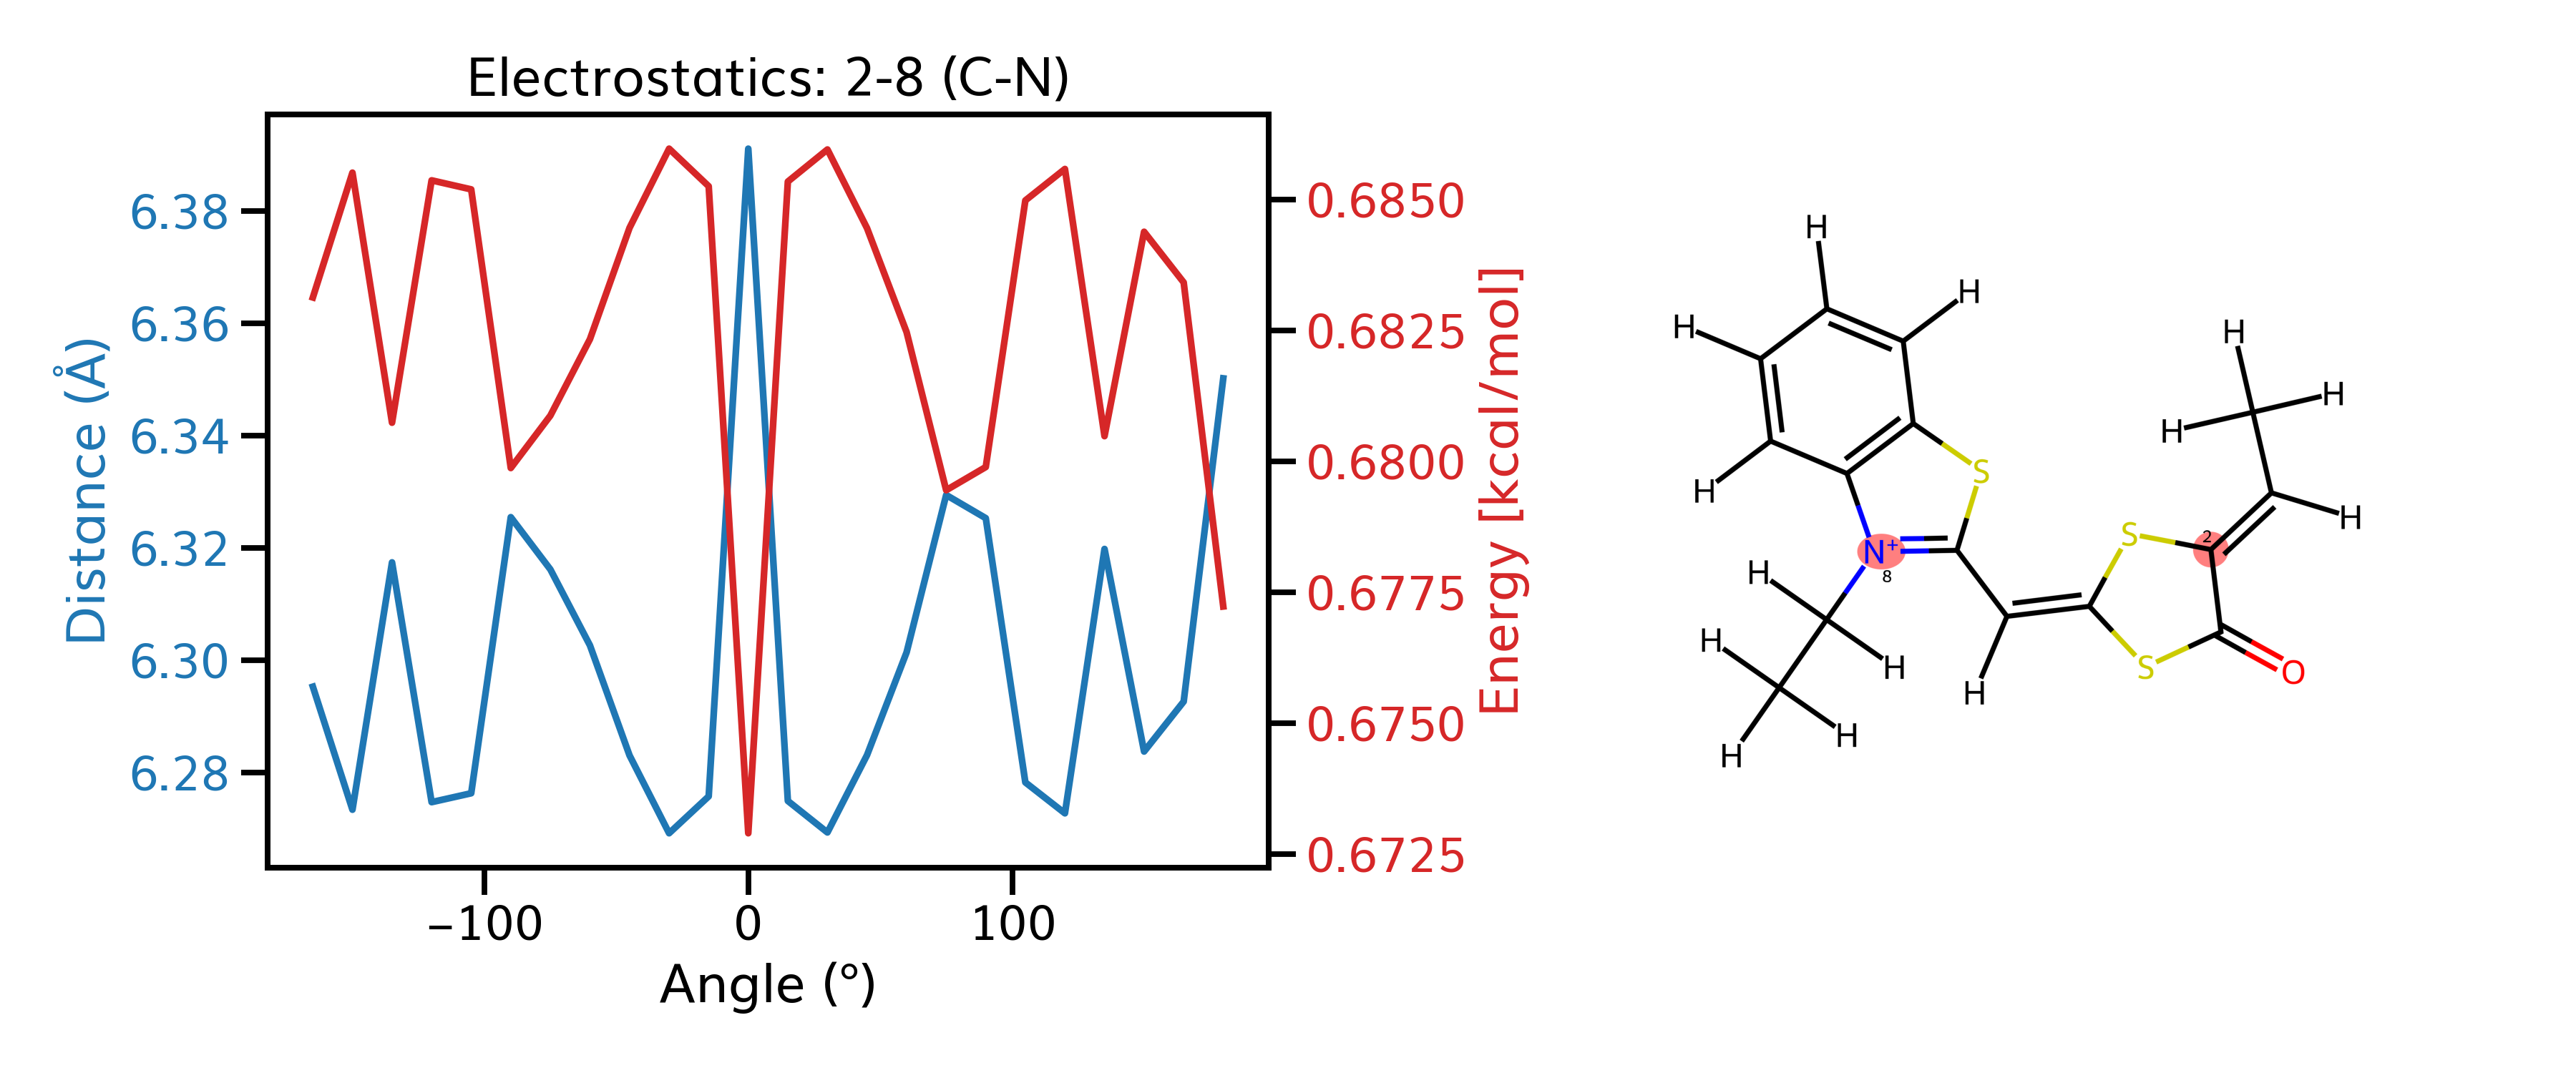 Electrostatics: 2-8 (C-N)
Distance (Å)
6.38
6.36
6.34
6.32
6.30
6.28
0.6850
0.6825
0.6800
0.6775
0.6750
0.6725
Energy [kcal/mol]
−100 0 100
Angle (°)
H
H
H
H
H
H
H
H
S
S
2
H
N+
8
H
H
H
S
O
H
H
H